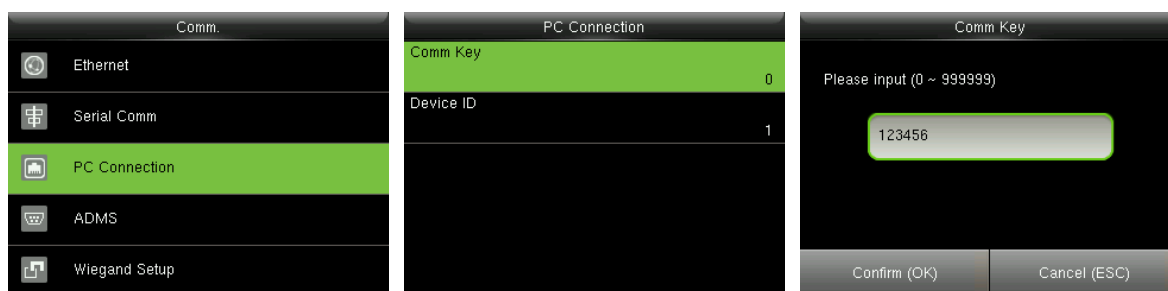 Comm.
Ethernet
Serial Comm
PC Connection
ADMS
Wiegand Setup
PC Connection
Comm Key
0
Device ID
1
Comm Key
Please input (0 ~ 999999)
123456
Confirm (OK)
Cancel (ESC)